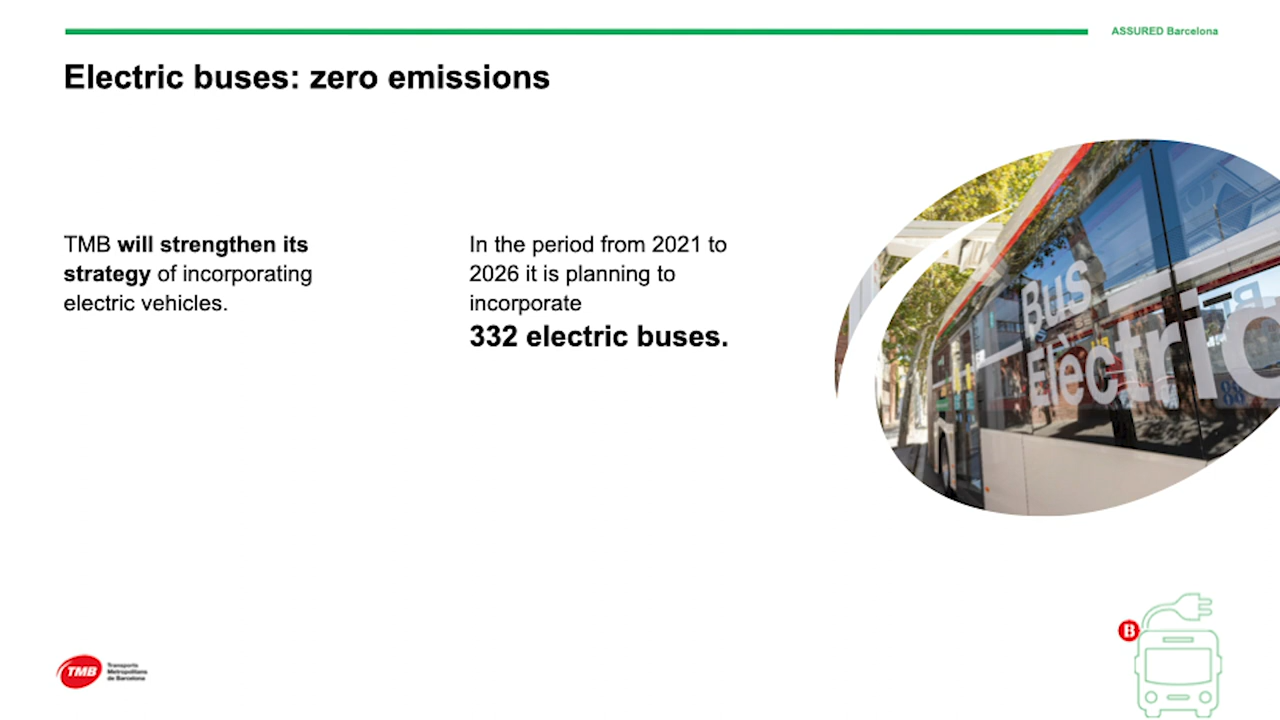 ASSURED Barcelona
Electric buses: zero emissions
TMB will strengthen its
strategy of incorporating
electric vehicles.
In the period from 2021 to
2026 it is planning to
incorporate
332 electric buses.
Bus
Elèctric
TMB
Transports
Metropolitans
de Barcelona
B